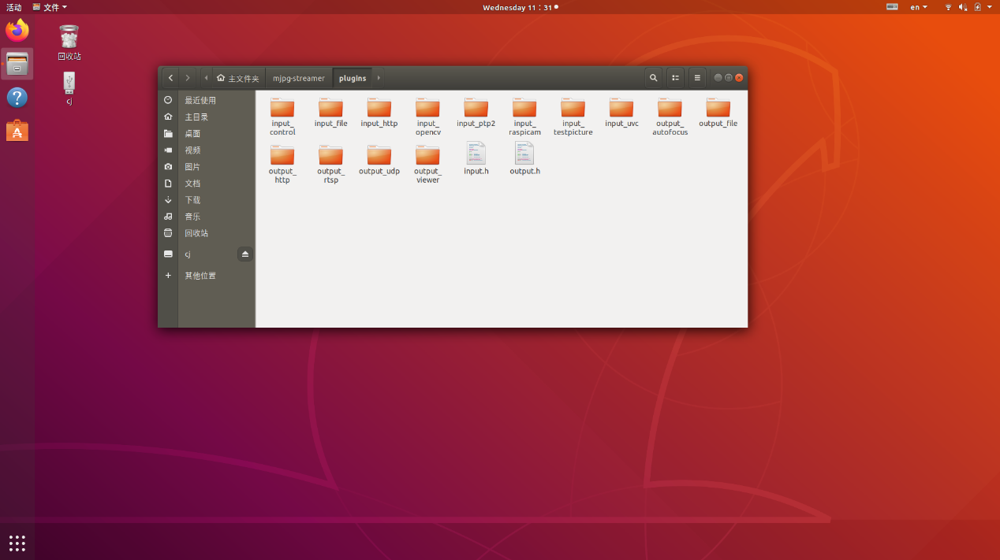 活动 文件 Wednesday 11：31 en
回收站
cj
主文件夹 mjpg-streamer plugins
最近使用
主目录
桌面
视频
图片
文档
下载
音乐
回收站
cj
其他位置
input_
control
input_file
input_http
input_
opencv
input_ptp2
input_
raspicam
input_
testpicture
input_uvc
output_
autofocus
output_file
output_
http
output_
rtsp
output_udp
output_
viewer
input.h
output.h